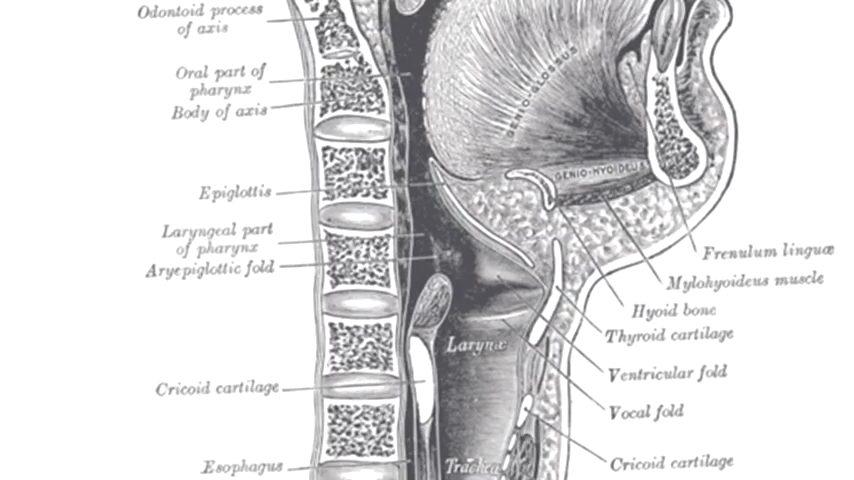 Odontoid process
of axis
Oral part of
pharynx
Body of axis
Epiglottis
Laryngeal part
of pharynx
Aryepiglottic fold
Cricoid cartilage
Esophagus
GENIO-GLOSSUS
GENIO-HYOIDEUS
Larynx
Trachea
Frenulum linguæ
Mylohyoideus muscle
Hyoid bone
Thyroid cartilage
Ventricular fold
Vocal fold
Cricoid cartilage